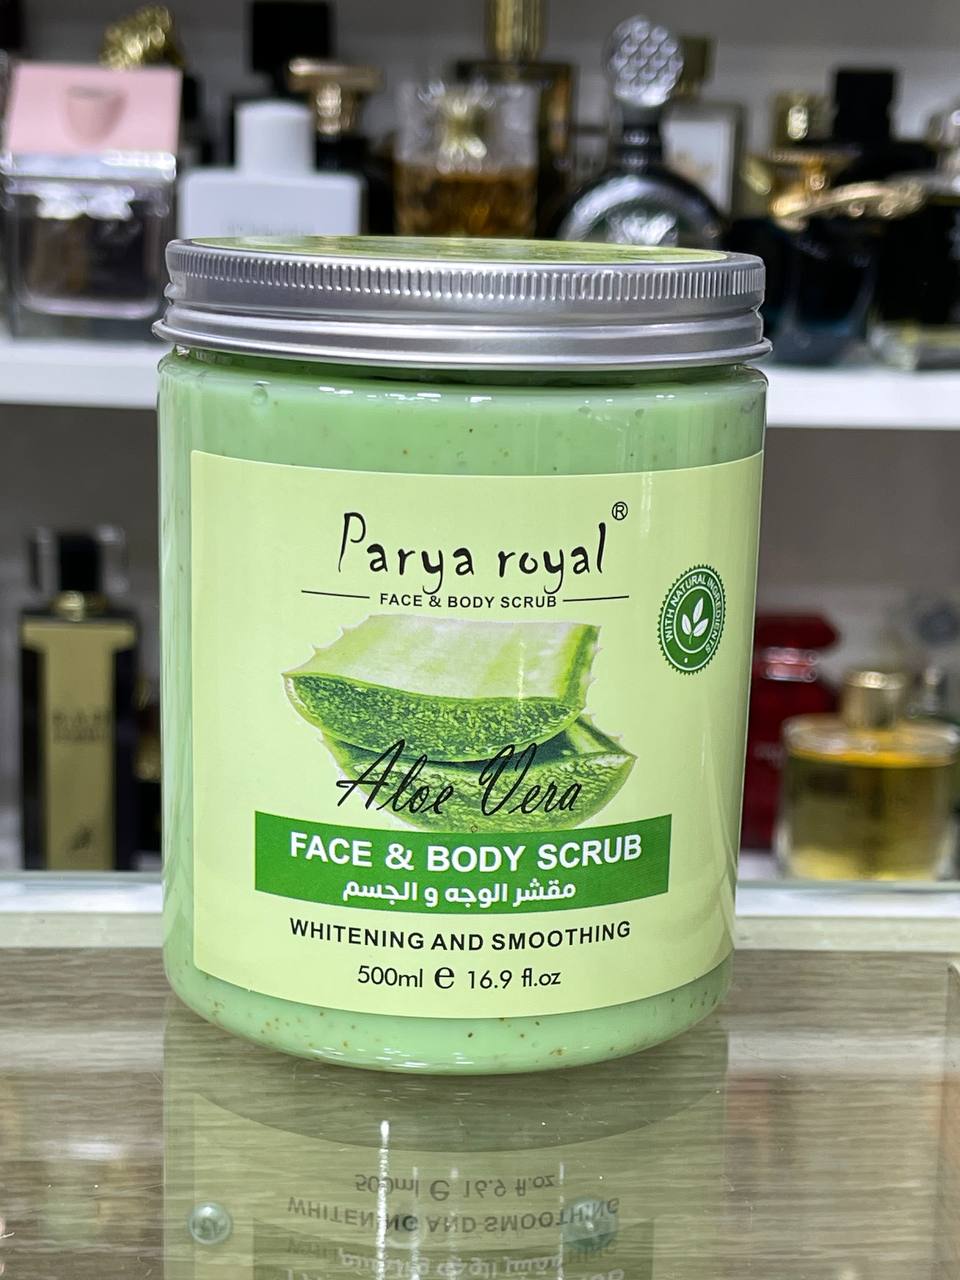 Parya royal®
FACE & BODY SCRUB
WITH NATURAL INGREDIENTS
Aloe Vera
FACE & BODY SCRUB
مقشر الوجه و الجسم
WHITENING AND SMOOTHING
500ml e 16.9 fl.oz